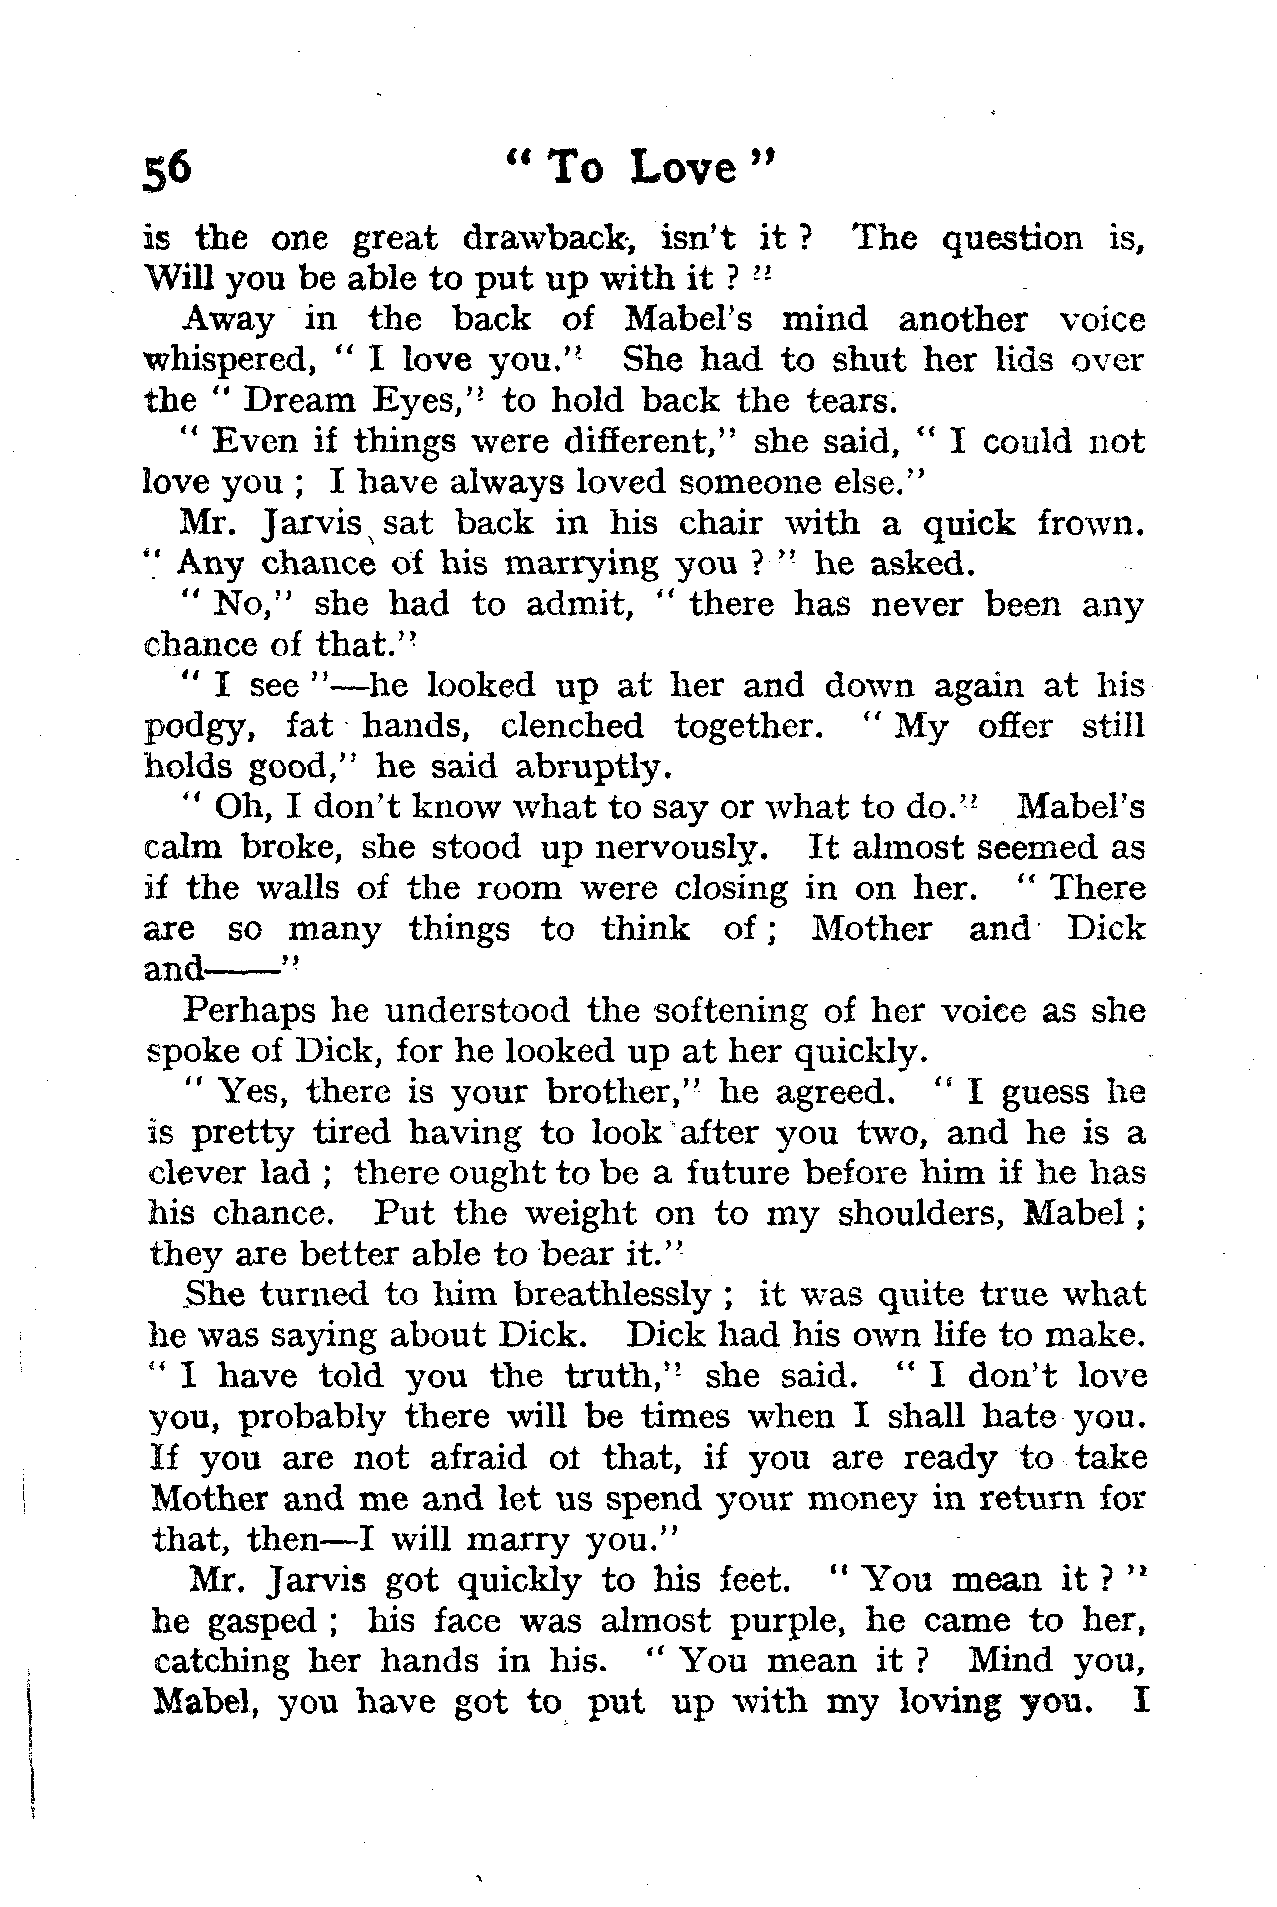 56 " To Love "
is the one great drawback, isn't it ? The question is,
Will you be able to put up with it ? "
Away in the back of Mabel's mind another voice
whispered, " I love you." She had to shut her lids over
the " Dream Eyes," to hold back the tears.
" Even if things were different," she said, " I could not
love you ; I have always loved someone else."
Mr. Jarvis sat back in his chair with a quick frown.
" Any chance of his marrying you ? " he asked.
" No," she had to admit, " there has never been any
chance of that."
" I see "—he looked up at her and down again at his
podgy, fat hands, clenched together. " My offer still
holds good," he said abruptly.
" Oh, I don't know what to say or what to do." Mabel's
calm broke, she stood up nervously. It almost seemed as
if the walls of the room were closing in on her. " There
are so many things to think of ; Mother and Dick
and——"
Perhaps he understood the softening of her voice as she
spoke of Dick, for he looked up at her quickly.
" Yes, there is your brother," he agreed. " I guess he
is pretty tired having to look after you two, and he is a
clever lad ; there ought to be a future before him if he has
his chance. Put the weight on to my shoulders, Mabel ;
they are better able to bear it."
She turned to him breathlessly ; it was quite true what
he was saying about Dick. Dick had his own life to make.
" I have told you the truth," she said. " I don't love
you, probably there will be times when I shall hate you.
If you are not afraid of that, if you are ready to take
Mother and me and let us spend your money in return for
that, then—I will marry you."
Mr. Jarvis got quickly to his feet. " You mean it ? "
he gasped ; his face was almost purple, he came to her,
catching her hands in his. " You mean it ? Mind you,
Mabel, you have got to put up with my loving you. I